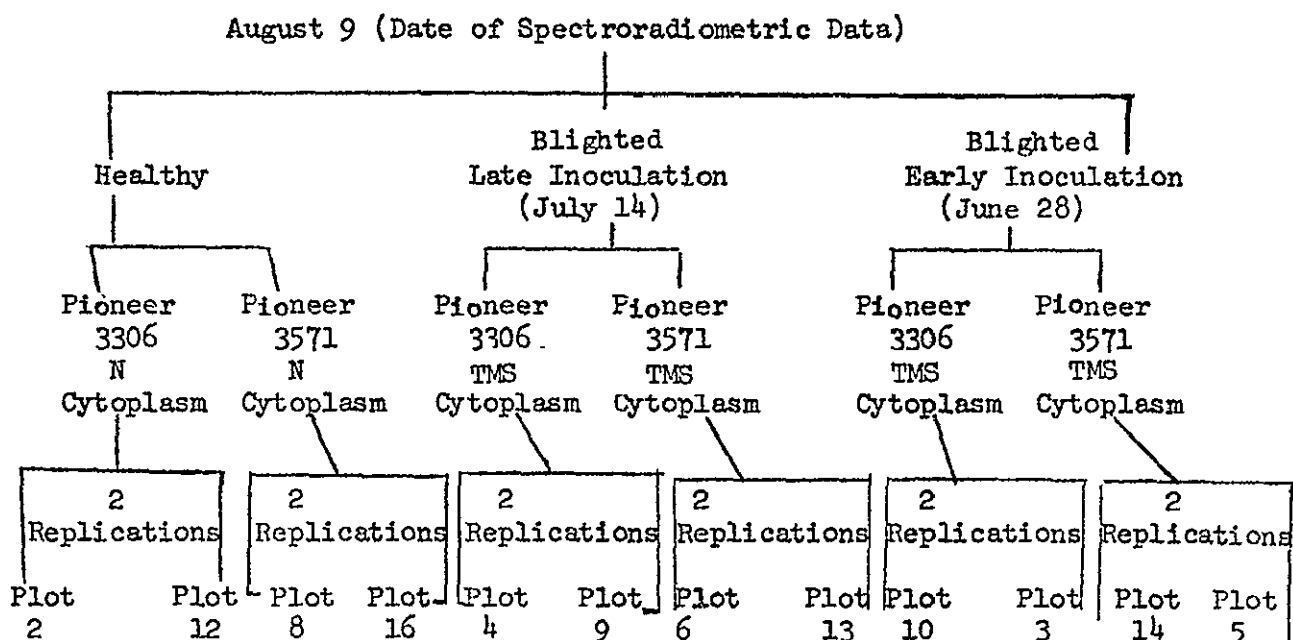 August 9 (Date of Spectroradiometric Data)
Healthy
Blighted
Late Inoculation
(July 14)
Blighted
Early Inoculation
(June 28)
Pioneer
3306
N
Cytoplasm
Pioneer
3571
N
Cytoplasm
Pioneer
3306
TMS
Cytoplasm
Pioneer
3571
TMS
Cytoplasm
Pioneer
3306
TMS
Cytoplasm
Pioneer
3571
TMS
Cytoplasm
2
Replications
2
Replications
2
Replications
2
Replications
2
Replications
2
Replications
Plot
2
Plot
12
Plot
8
Plot
16
Plot
4
Plot
9
Plot
6
Plot
13
Plot
10
Plot
3
Plot
14
Plot
5